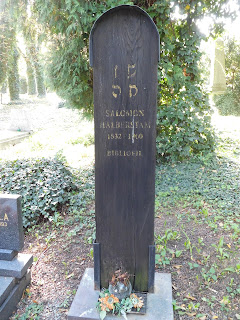 SALOMON
HALBERSTAM
1832 - 1900
BIBLIOFIL